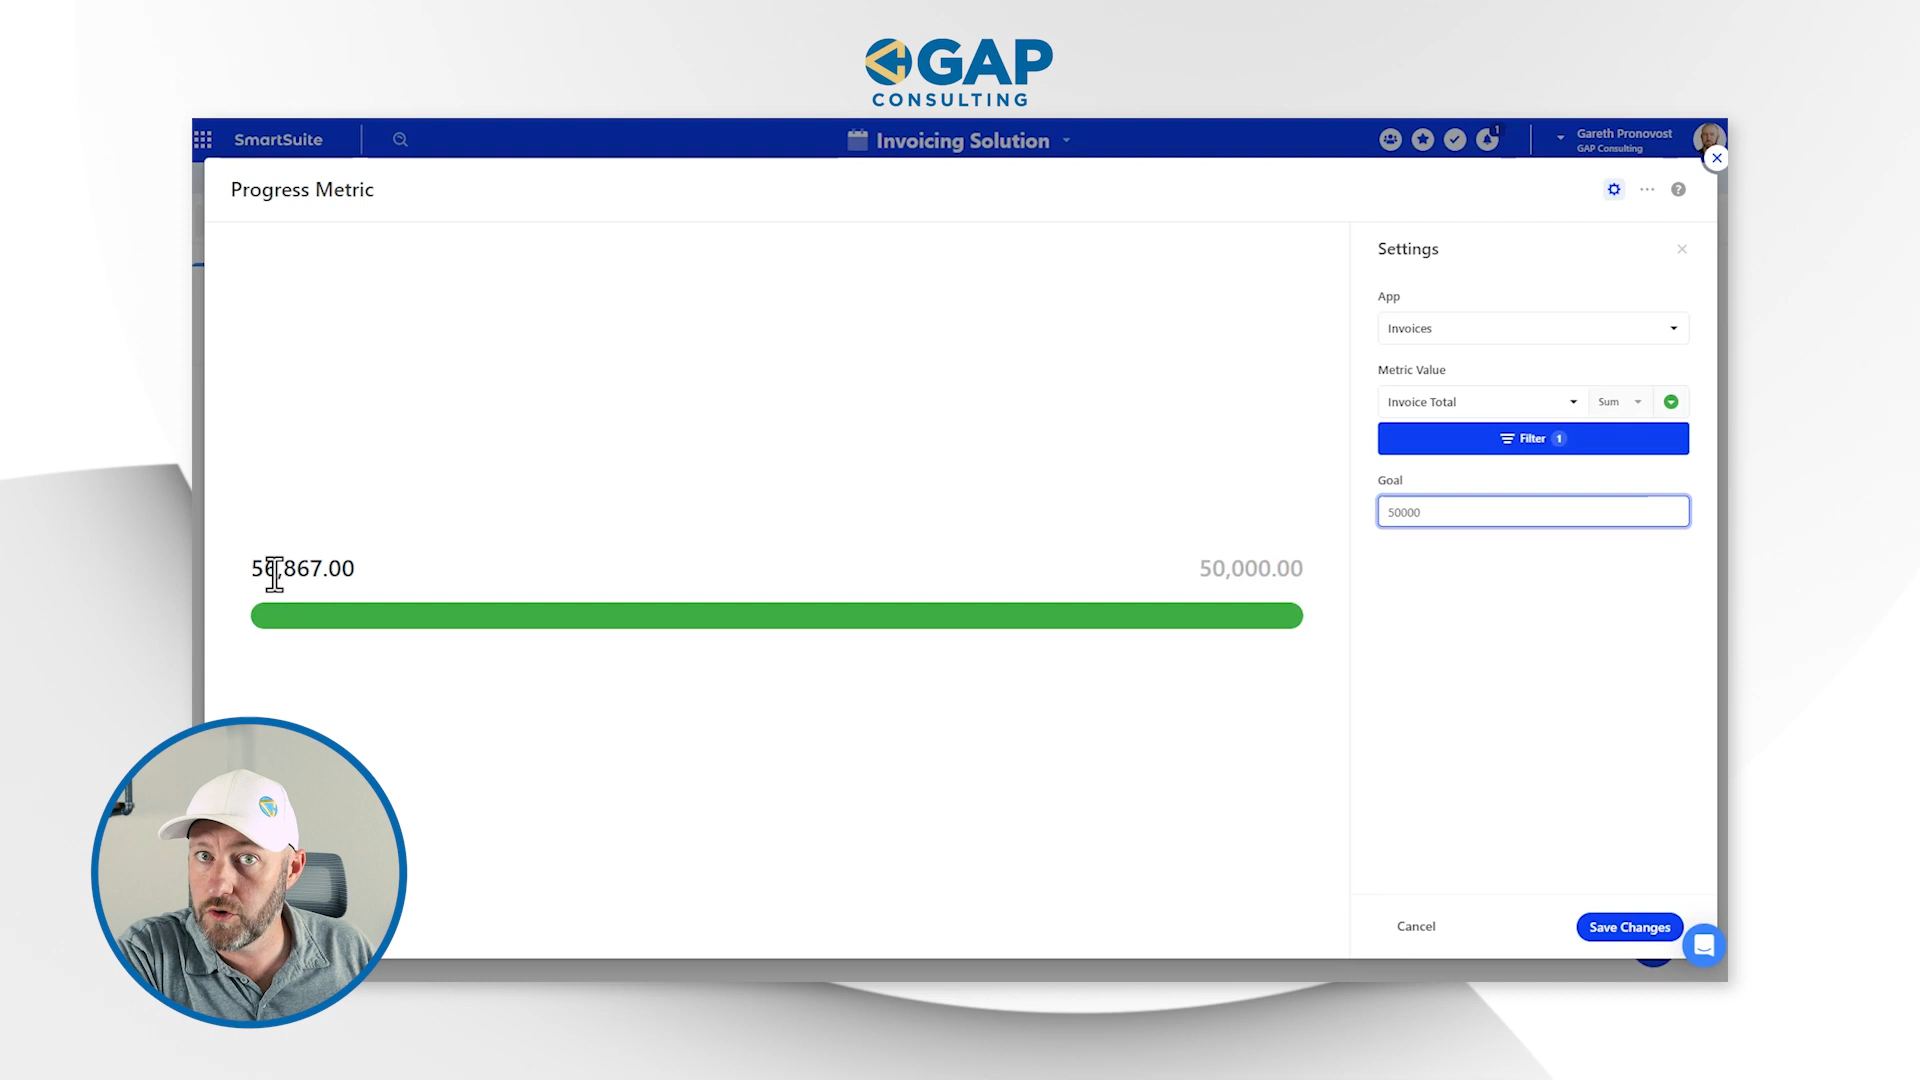 GAP
CONSULTING
SmartSuite
Invoicing Solution
1
Gareth Pronovost
GAP Consulting
Progress Metric
?
Settings
App
Invoices
Metric Value
Invoice Total
Sum
Filter 1
Goal
50000
50,000.00
Cancel
Save Changes